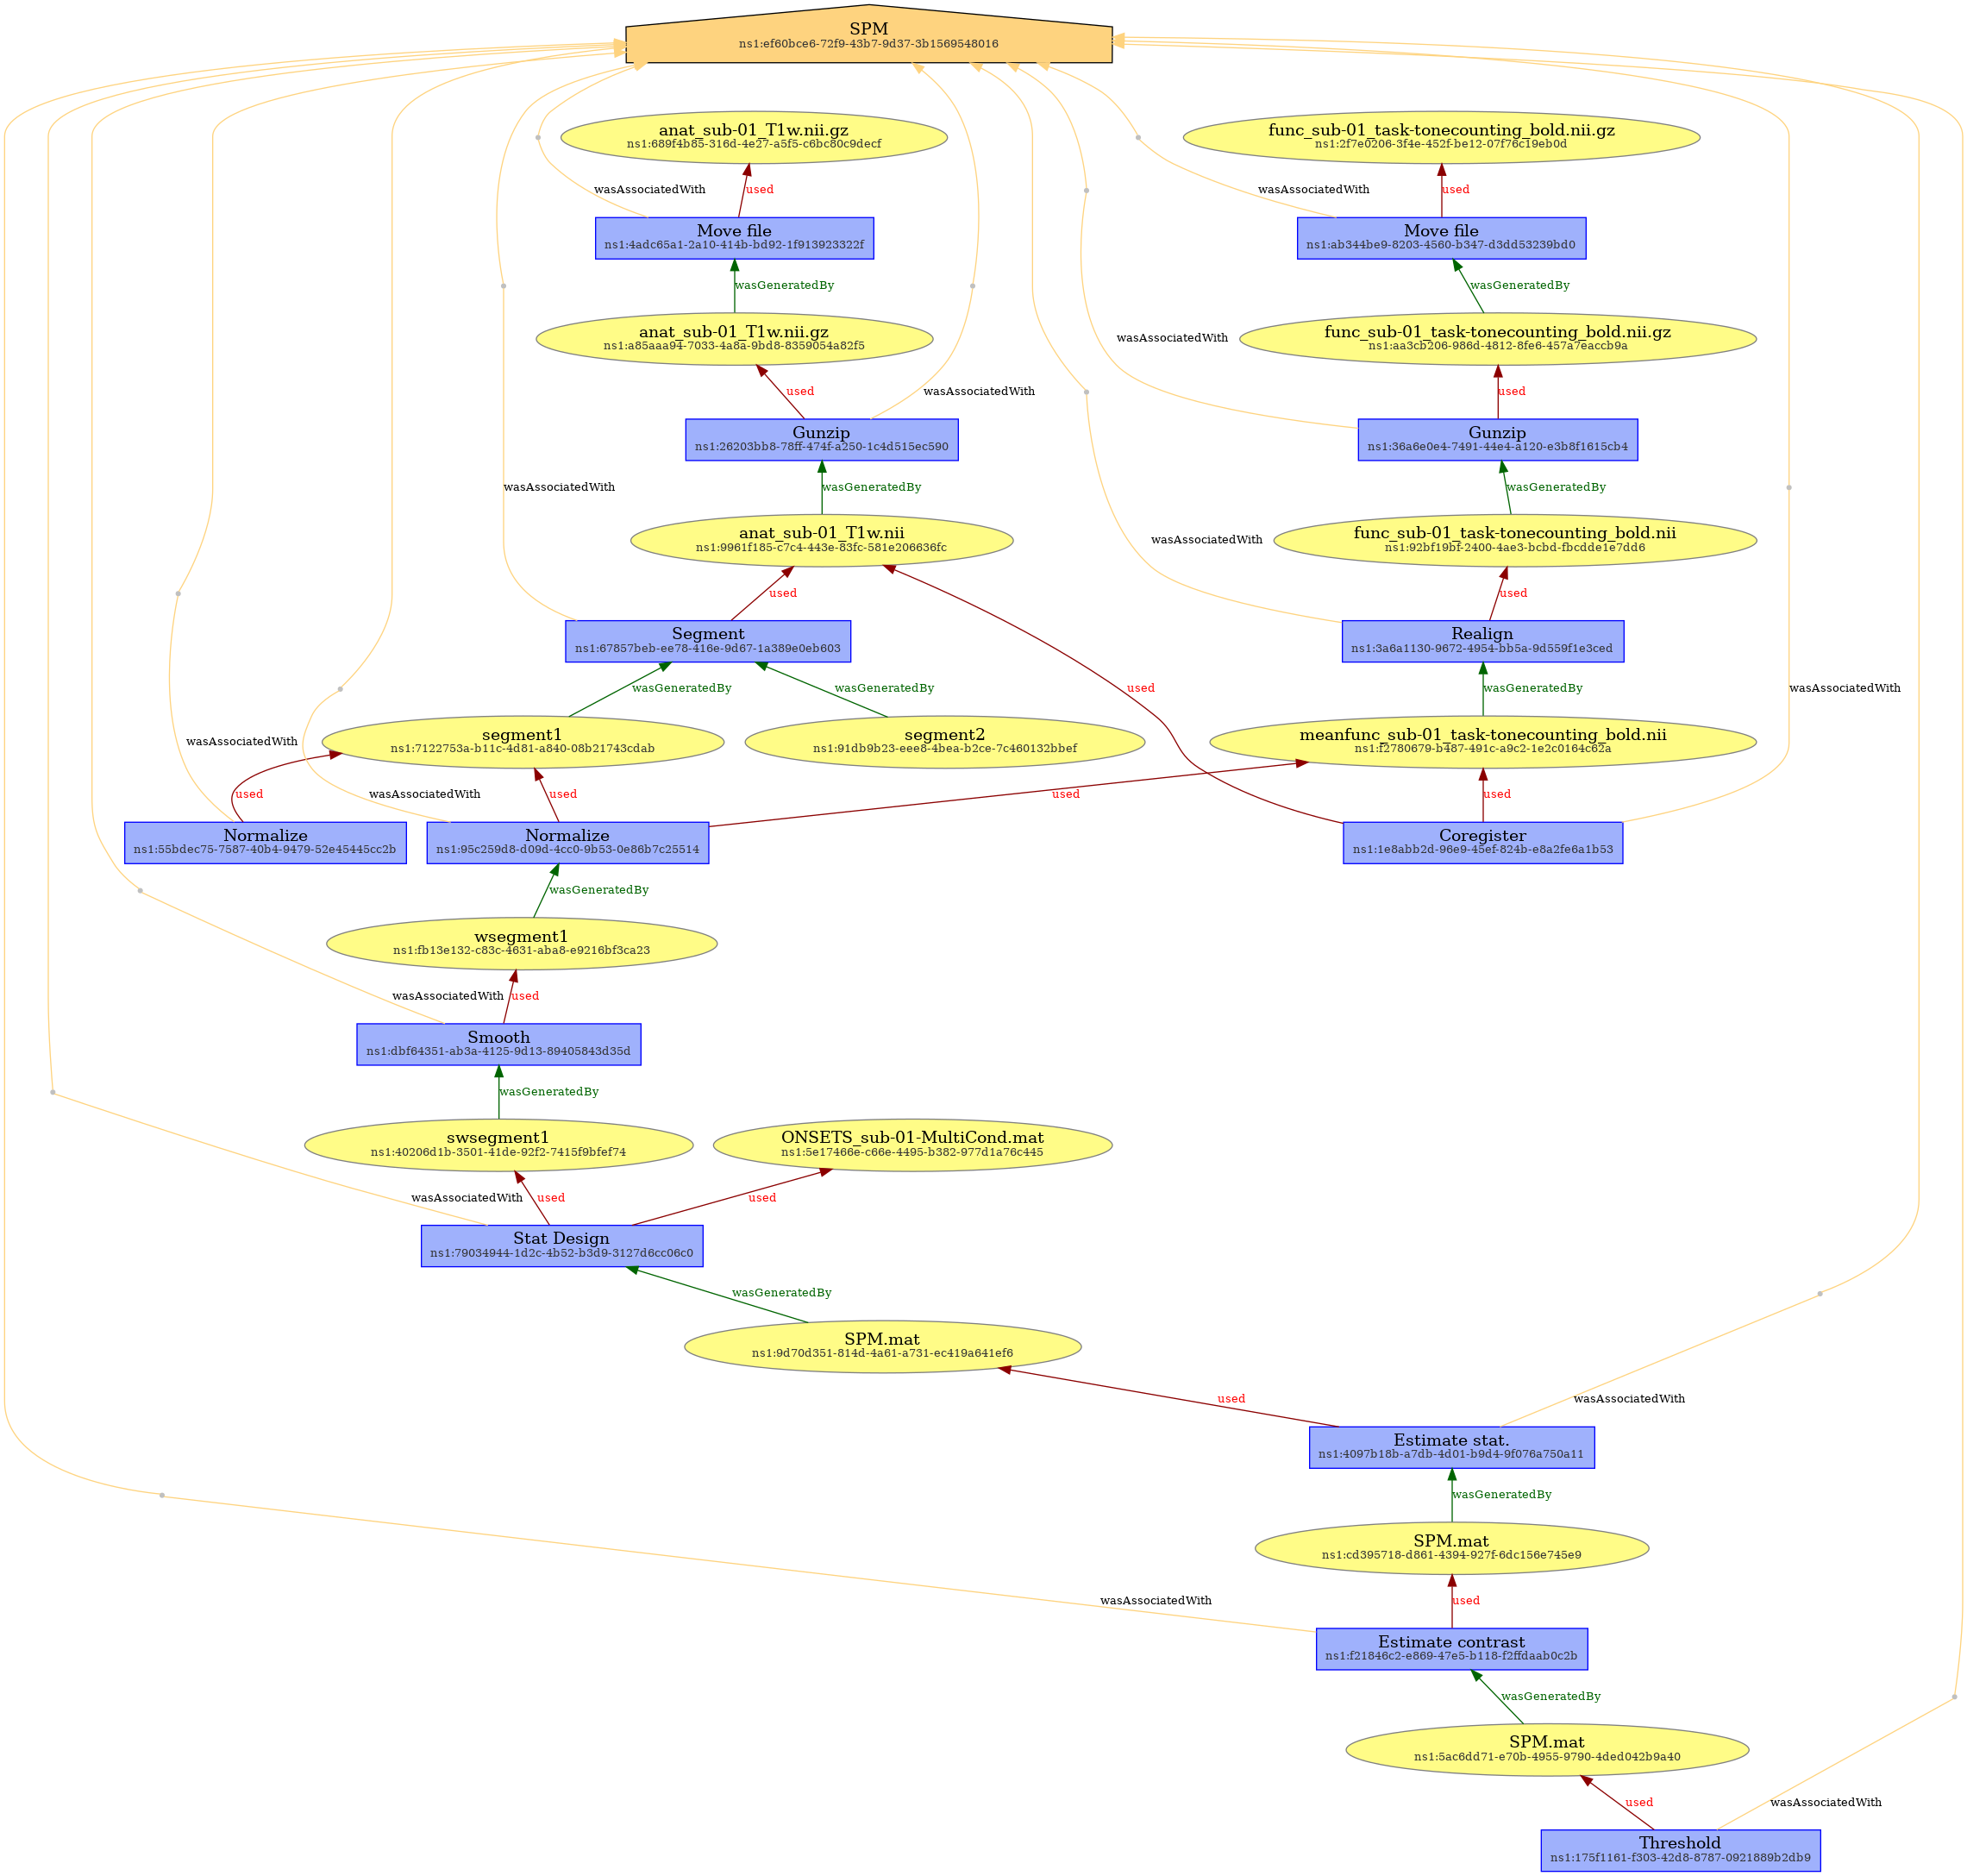 SPM
ns1:ef60bce6-72f9-43b7-9d37-3b1569548016
anat_sub-01_T1w.nii.gz
ns1:689f4b85-316d-4e27-a5f5-c6bc80c9decf
func_sub-01_task-tonecounting_bold.nii.gz
ns1:2f7e0206-3f4e-452f-be12-07f76c19eb0d
wasAssociatedWith
used
wasAssociatedWith
used
Move file
ns1:4adc65a1-2a10-414b-bd92-1f913923322f
Move file
ns1:ab344be9-8203-4560-b347-d3dd53239bd0
wasGeneratedBy
wasGeneratedBy
anat_sub-01_T1w.nii.gz
ns1:a85aaa94-7033-4a8a-9bd8-8359054a82f5
wasAssociatedWith
func_sub-01_task-tonecounting_bold.nii.gz
ns1:aa3cb206-986d-4812-8fe6-457a7eaccb9a
used
wasAssociatedWith
used
Gunzip
ns1:26203bb8-78ff-474f-a250-1c4d515ec590
Gunzip
ns1:36a6e0e4-7491-44e4-a120-e3b8f1615cb4
wasAssociatedWith
wasGeneratedBy
wasGeneratedBy
anat_sub-01_T1w.nii
ns1:9961f185-c7c4-443e-83fc-581e206636fc
wasAssociatedWith
func_sub-01_task-tonecounting_bold.nii
ns1:92bf19bf-2400-4ae3-bcbd-fbcdde1e7dd6
used
used
Segment
ns1:67857beb-ee78-416e-9d67-1a389e0eb603
Realign
ns1:3a6a1130-9672-4954-bb5a-9d559f1e3ced
wasGeneratedBy
wasGeneratedBy
used
wasGeneratedBy
wasAssociatedWith
wasAssociatedWith
segment1
ns1:7122753a-b11c-4d81-a840-08b21743cdab
segment2
ns1:91db9b23-eee8-4bea-b2ce-7c460132bbef
meanfunc_sub-01_task-tonecounting_bold.nii
ns1:f2780679-b487-491c-a9c2-1e2c0164c62a
used
wasAssociatedWith
used
used
used
Normalize
ns1:55bdec75-7587-40b4-9479-52e45445cc2b
Normalize
ns1:95c259d8-d09d-4cc0-9b53-0e86b7c25514
Coregister
ns1:1e8abb2d-96e9-45ef-824b-e8a2fe6a1b53
wasGeneratedBy
wsegment1
ns1:fb13e132-c83c-4631-aba8-e9216bf3ca23
wasAssociatedWith
used
Smooth
ns1:dbf64351-ab3a-4125-9d13-89405843d35d
wasGeneratedBy
swsegment1
ns1:40206d1b-3501-41de-92f2-7415f9bfef74
ONSETS_sub-01-MultiCond.mat
ns1:5e17466e-c66e-4495-b382-977d1a76c445
wasAssociatedWith
used
used
Stat Design
ns1:79034944-1d2c-4b52-b3d9-3127d6cc06c0
wasGeneratedBy
SPM.mat
ns1:9d70d351-814d-4a61-a731-ec419a641ef6
used
wasAssociatedWith
Estimate stat.
ns1:4097b18b-a7db-4d01-b9d4-9f076a750a11
wasGeneratedBy
SPM.mat
ns1:cd395718-d861-4394-927f-6dc156e745e9
wasAssociatedWith
used
Estimate contrast
ns1:f21846c2-e869-47e5-b118-f2ffdaab0c2b
wasGeneratedBy
SPM.mat
ns1:5ac6dd71-e70b-4955-9790-4ded042b9a40
used
wasAssociatedWith
Threshold
ns1:175f1161-f303-42d8-8787-0921889b2db9